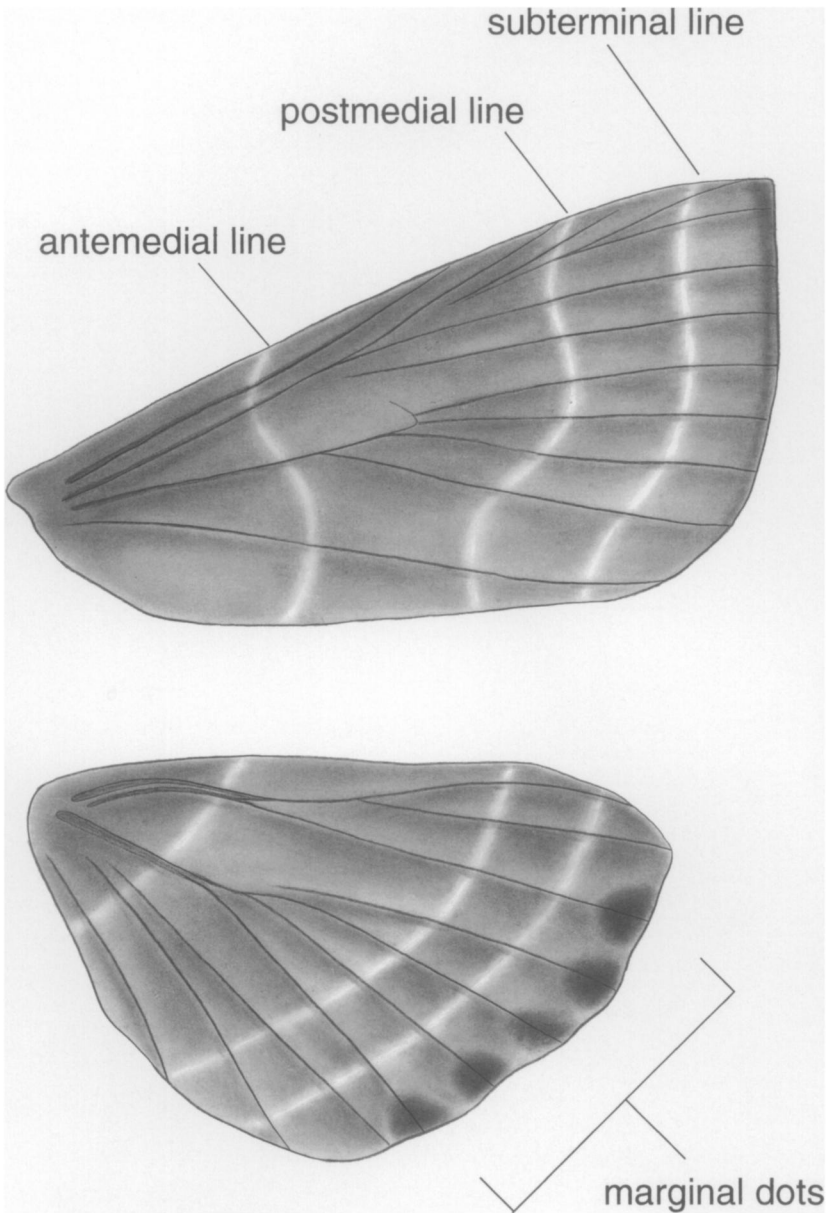 subterminal line
postmedial line
antemedial line
marginal dots